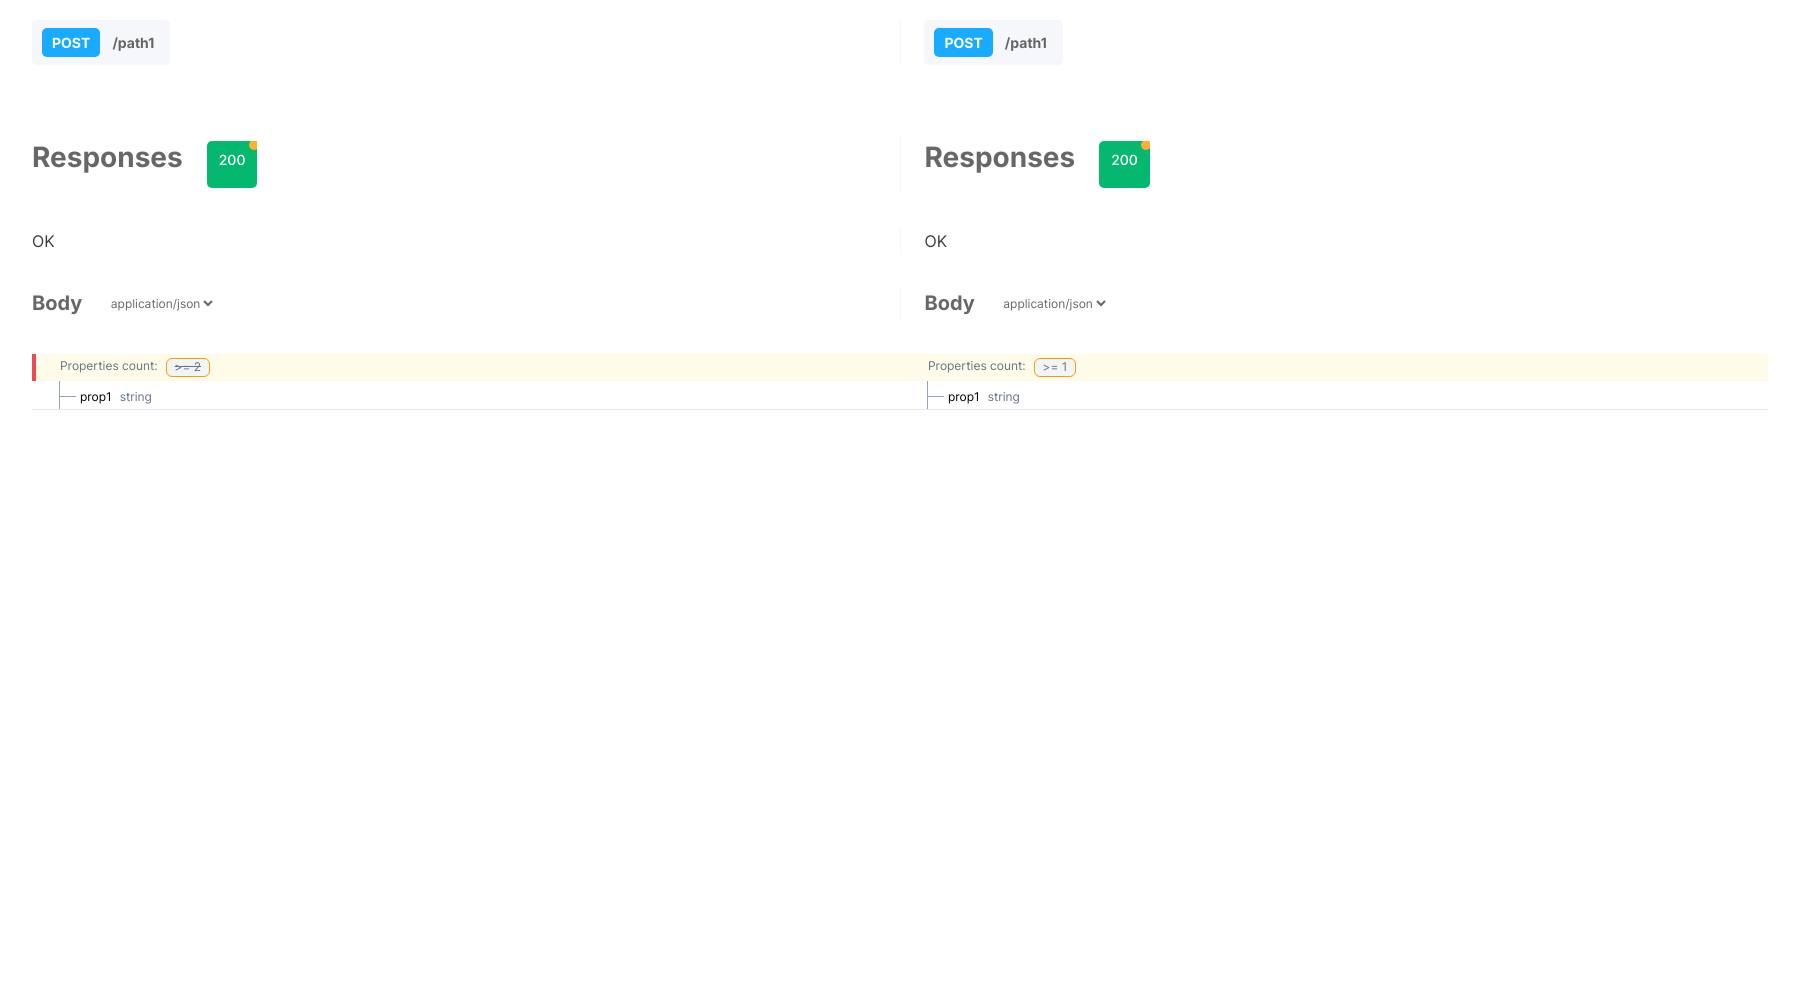 POST /path1 POST /path1
Responses 200 Responses 200
OK OK
Body application/json Body application/json
Properties count: >= 2 Properties count: >= 1
prop1 string prop1 string